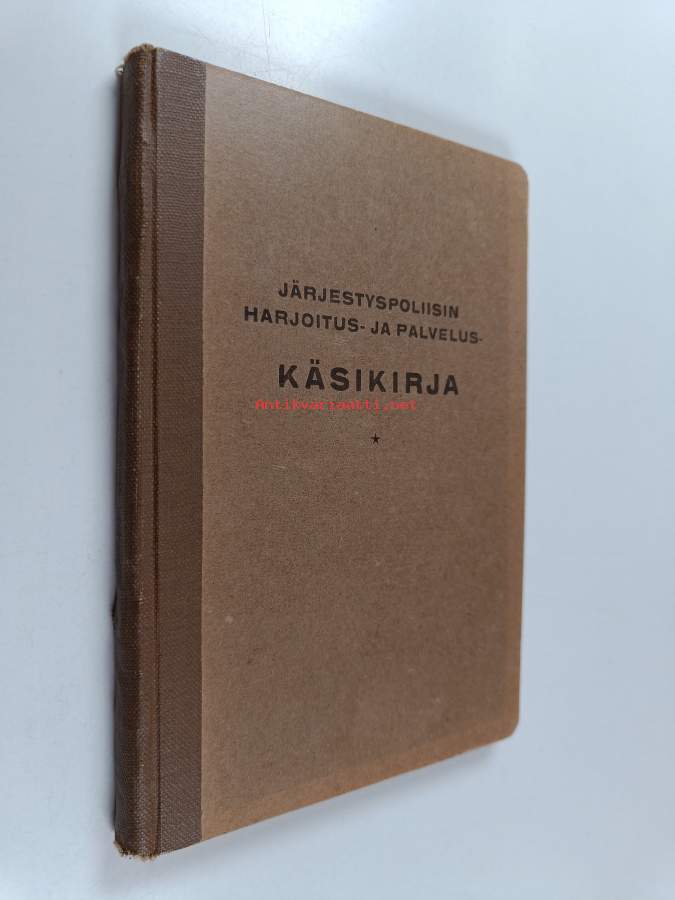 JÄRJESTYSPOLIISIN
HARJOITUS- JA PALVELUS-
KÄSIKIRJA
Antikvariaatti.net